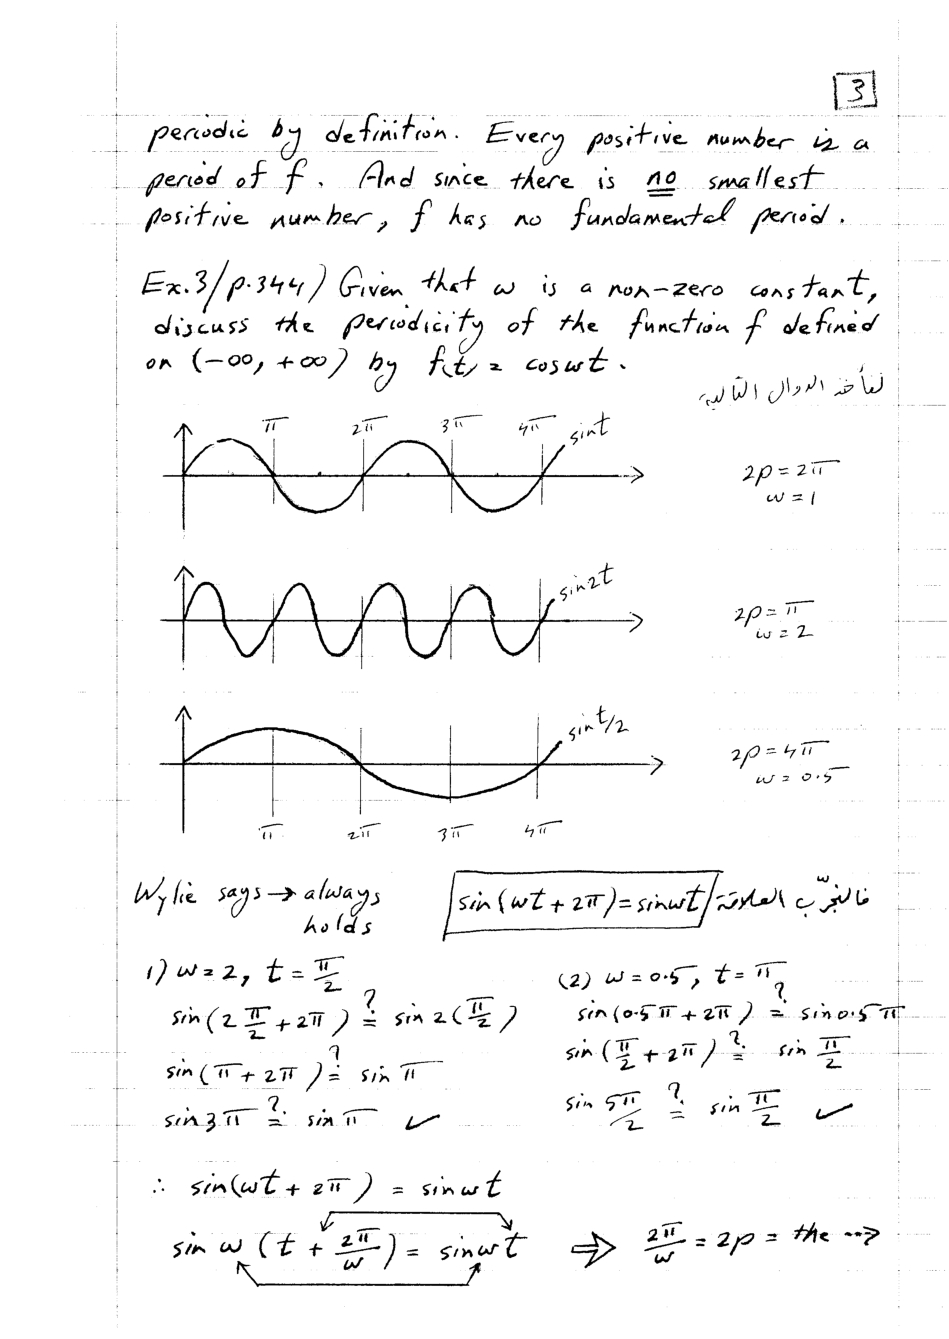 3
periodic by definition. Every positive number is a
period of f. And since there is no smallest
positive number, f has no fundamental period.
Ex.3/p.344) Given that ω is a non-zero constant,
discuss the periodicity of the function f defined
on (-∞, +∞) by f(t) = cosωt.
لنأخذ الدوال التالية
π 2π 3π 4π sint
2p = 2π
ω = 1
sin2t
2p = π
ω = 2
sin t/2
2p = 4π
ω = 0.5
π 2π 3π 4π
Wylie says → always
holds
sin(ωt + 2π) = sinωt
فالنجرّب العلاقة
1) ω = 2, t = π/2
sin(2 π/2 + 2π) ?= sin 2(π/2)
sin(π + 2π) ?= sin π
sin3π ?= sin π ✓
(2) ω = 0.5, t = π
sin(0.5π + 2π) ?= sin0.5π
sin(π/2 + 2π) ?= sin π/2
sin 5π/2 ?= sin π/2 ✓
∴ sin(ωt + 2π) = sinωt
sin ω (t + 2π/ω) = sinωt ⇒ 2π/ω = 2p = the -->